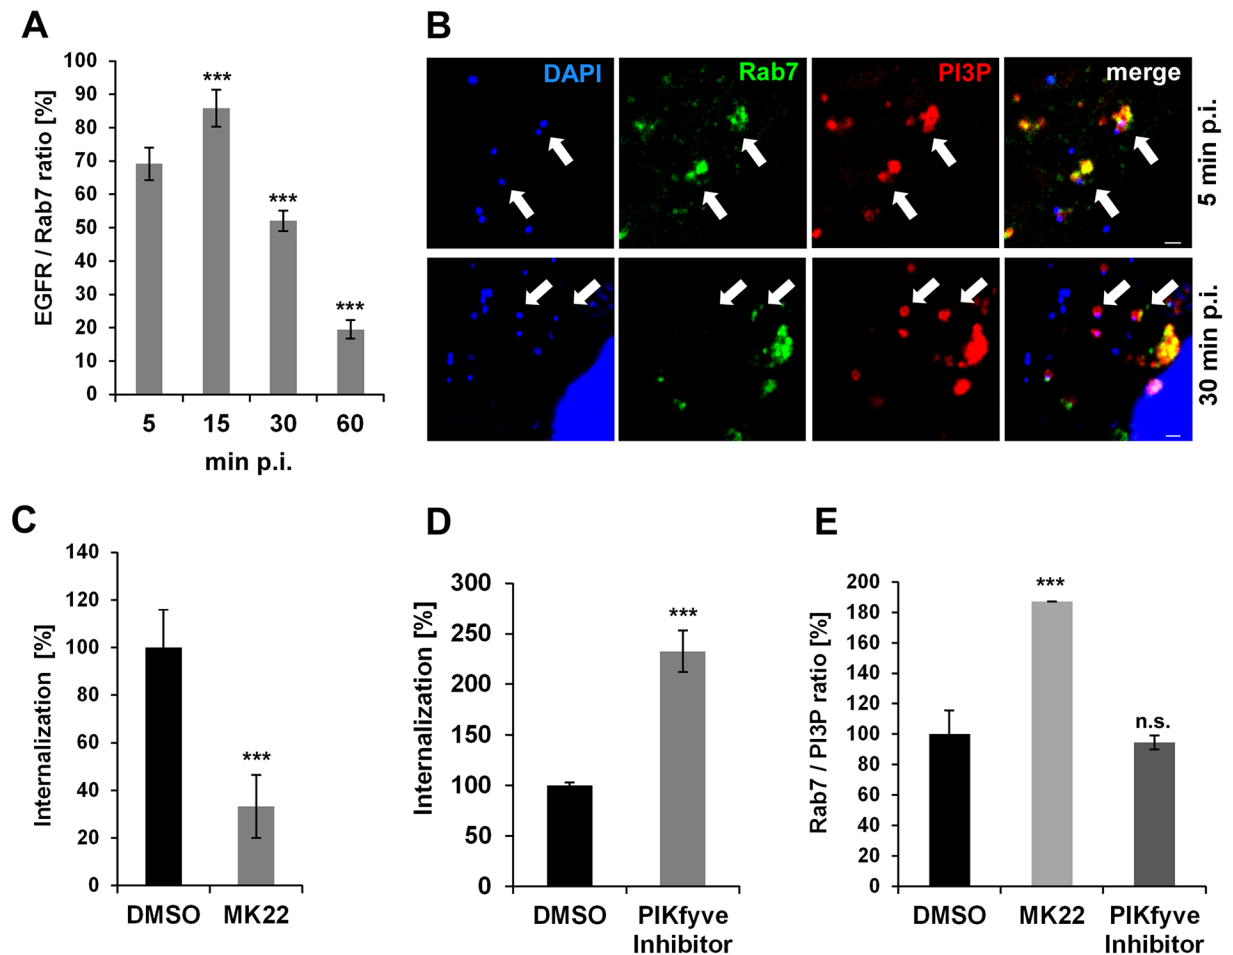 A
EGFR / Rab7 ratio [%]
100
90
80
70
60
50
40
30
20
10
0
***
***
***
5 15 30 60
min p.i.
B
DAPI Rab7 PI3P merge
5 min p.i.
30 min p.i.
C
Internalization [%]
140
120
100
80
60
40
20
0
***
DMSO MK22
D
Internalization [%]
300
250
200
150
100
50
0
***
DMSO PIKfyve
Inhibitor
E
Rab7 / PI3P ratio [%]
200
180
160
140
120
100
80
60
40
20
0
***
n.s.
DMSO MK22 PIKfyve
Inhibitor